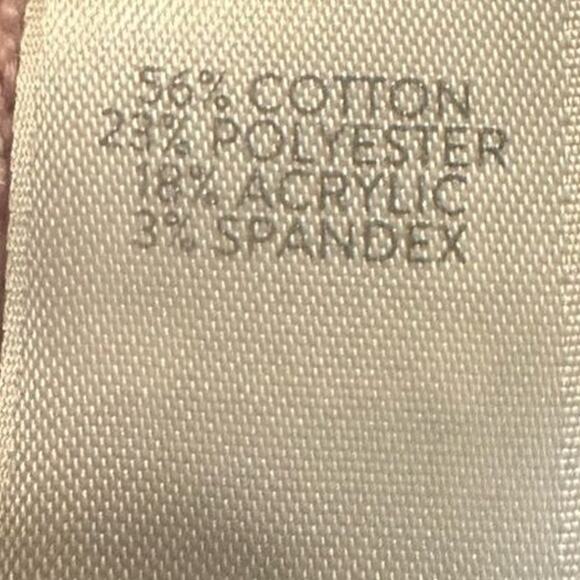 56% COTTON
23% POLYESTER
18% ACRYLIC
3% SPANDEX